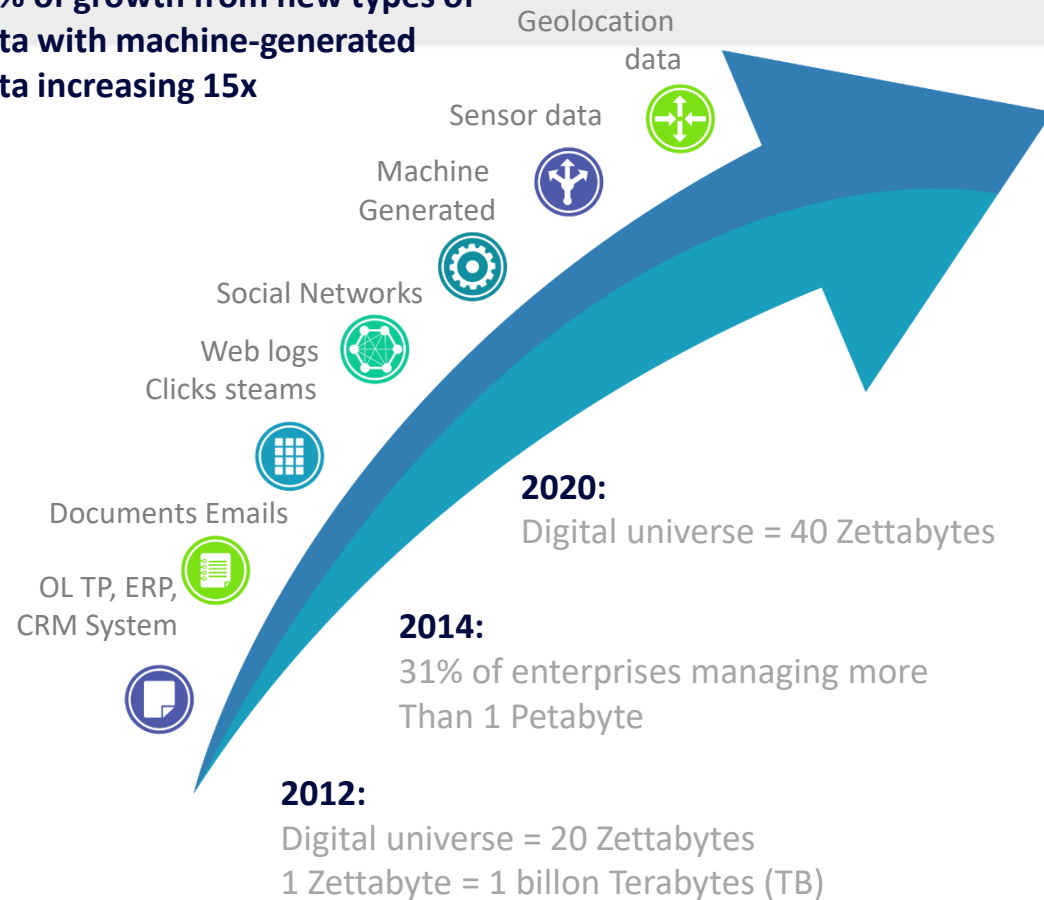 % of growth from new types of
ta with machine-generated
ta increasing 15x
Geolocation
data
Sensor data
Machine
Generated
Social Networks
Web logs
Clicks steams
Documents Emails
OL TP, ERP,
CRM System
2020:
Digital universe = 40 Zettabytes
2014:
31% of enterprises managing more
Than 1 Petabyte
2012:
Digital universe = 20 Zettabytes
1 Zettabyte = 1 billon Terabytes (TB)